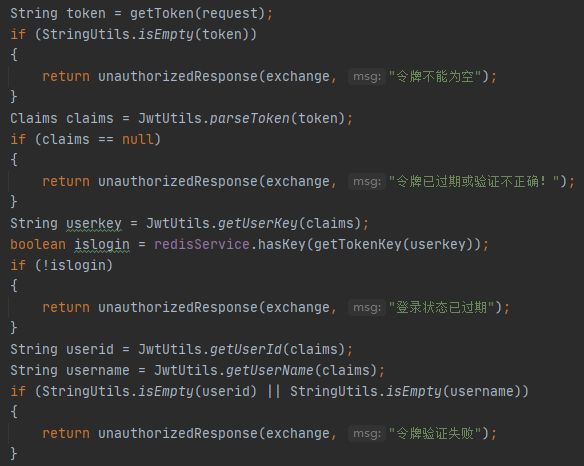 String token = getToken(request);
if (StringUtils.isEmpty(token))
{
    return unauthorizedResponse(exchange, msg: "令牌不能为空");
}
Claims claims = JwtUtils.parseToken(token);
if (claims == null)
{
    return unauthorizedResponse(exchange, msg: "令牌已过期或验证不正确！");
}
String userkey = JwtUtils.getUserKey(claims);
boolean islogin = redisService.hasKey(getTokenKey(userkey));
if (!islogin)
{
    return unauthorizedResponse(exchange, msg: "登录状态已过期");
}
String userid = JwtUtils.getUserId(claims);
String username = JwtUtils.getUserName(claims);
if (StringUtils.isEmpty(userid) || StringUtils.isEmpty(username))
{
    return unauthorizedResponse(exchange, msg: "令牌验证失败");
}